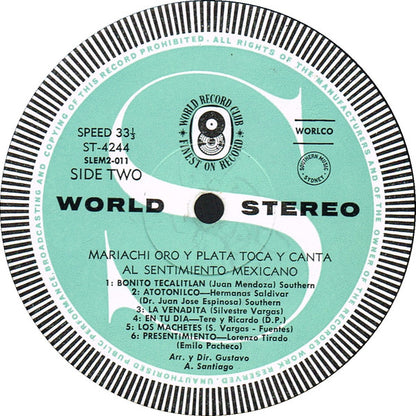 UNAUTHORISED PUBLIC PERFORMANCE BROADCASTING AND COPYING OF THIS RECORD PROHIBITED. ALL RIGHTS OF THE MANUFACTURERS AND OF THE OWNER OF THE RECORDED WORK RESERVED.
WORLD RECORD CLUB
FINEST ON RECORD
SPEED 33⅓
ST-4244
SLEM2-011
SIDE TWO
WORLCO
SOUTHERN MUSIC
SYDNEY
S
WORLD STEREO
MARIACHI ORO Y PLATA TOCA Y CANTA
AL SENTIMIENTO MEXICANO
1: BONITO TECALITLAN (Juan Mendoza) Southern
2: ATOTONILCO—Hermanas Saldivar
(Dr. Juan Jose Espinosa) Southern
3: LA VENADITA (Silvestre Vargas)
4: EN TU DIA—Tere y Ricardo (D.P.)
5: LOS MACHETES (S. Vargas - Fuentes)
6: PRESENTIMIENTO—Lorenzo Tirado
(Emilio Pacheco)
Arr. y Dir. Gustavo
A. Santiago